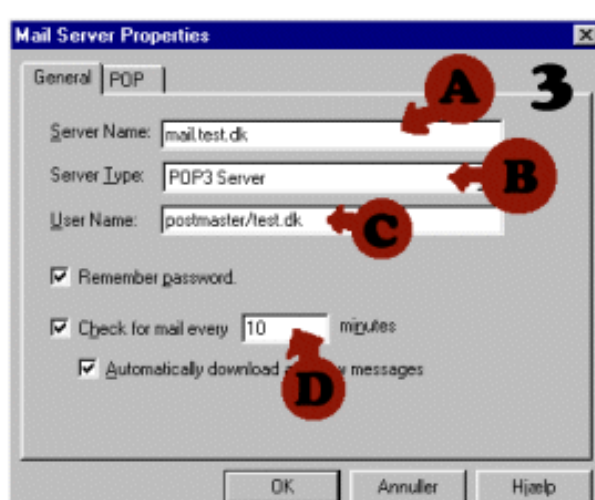 Mail Server Properties
General POP
A
3
Server Name: mail.test.dk
B
Server Type: POP3 Server
User Name: postmaster/test.dk
C
Remember password.
Check for mail every 10 minutes
Automatically download messages
D
OK Annuller Hjælp